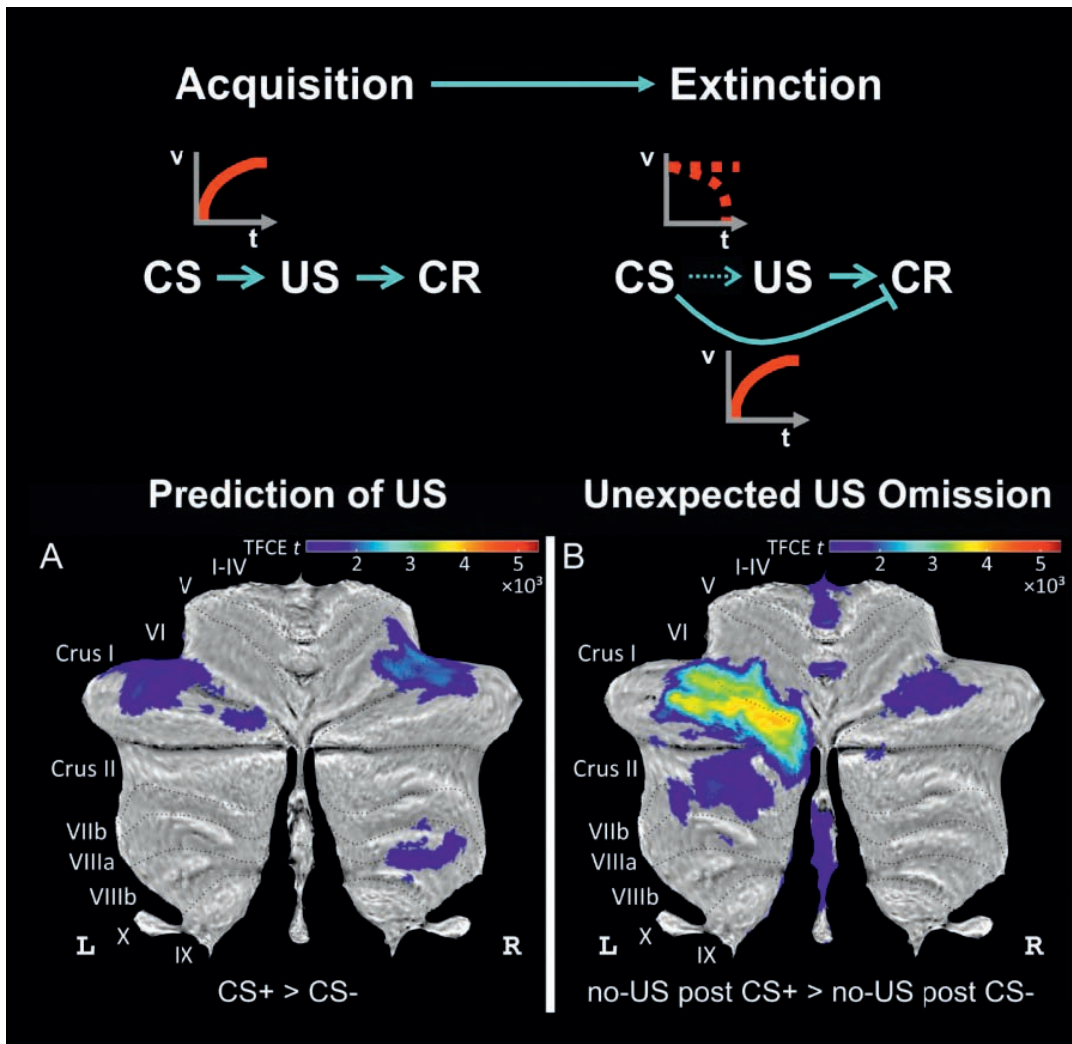 Acquisition Extinction
v v
t t
CS US CR CS US CR
v
t
Prediction of US Unexpected US Omission
A TFCE t 2 3 4 5 ×10³ B TFCE t 2 3 4 5 ×10³
I-IV I-IV
V V
VI VI
Crus I Crus I
Crus II Crus II
VIIb VIIb
VIIIa VIIIa
VIIIb VIIIb
X L R X L R
IX IX
CS+ > CS- no-US post CS+ > no-US post CS-